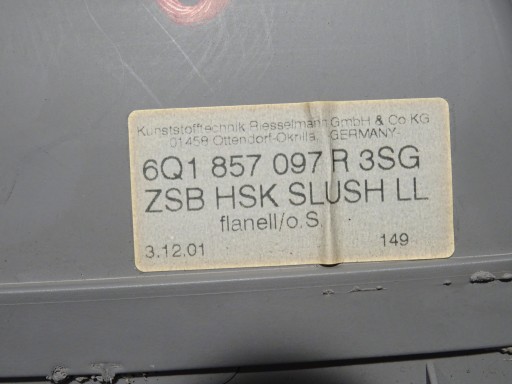 Kunststofftechnik Riesselmann GmbH & Co KG
01458 Ottendorf-Okrilla -GERMANY-
6Q1 857 097 R 3SG
ZSB HSK SLUSH LL
flanell/o.S.
3.12.01 149